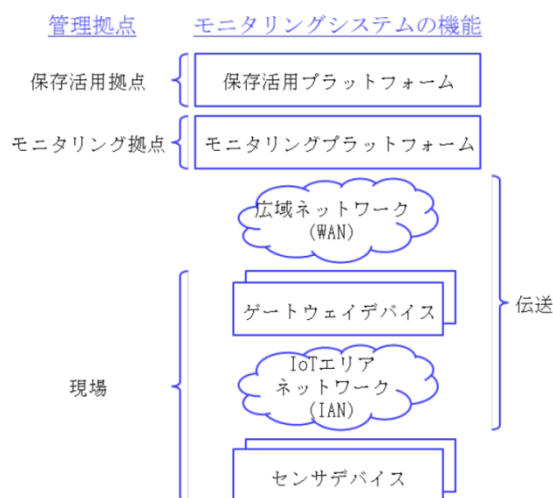 管理拠点 モニタリングシステムの機能
保存活用拠点 保存活用プラットフォーム
モニタリング拠点 モニタリングプラットフォーム
広域ネットワーク
(WAN)
ゲートウェイデバイス
伝送
IoTエリア
ネットワーク
(IAN)
現場
センサデバイス